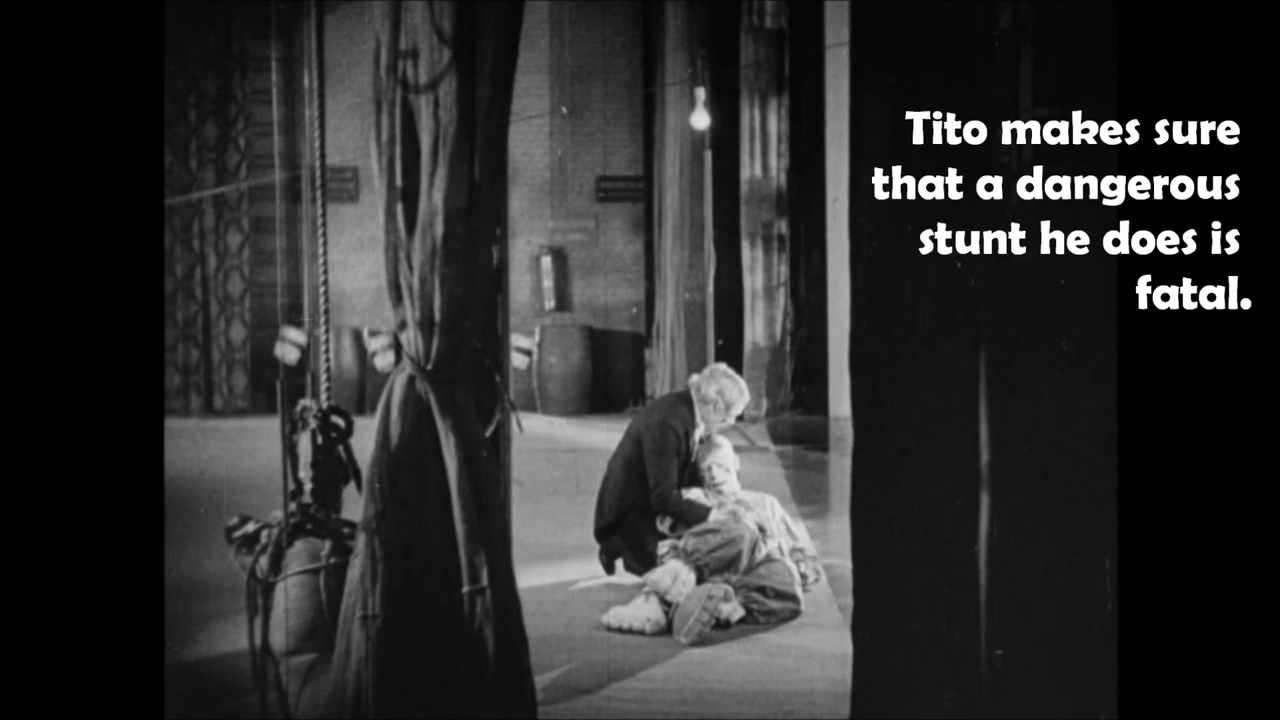 Tito makes sure
that a dangerous
stunt he does is
fatal.